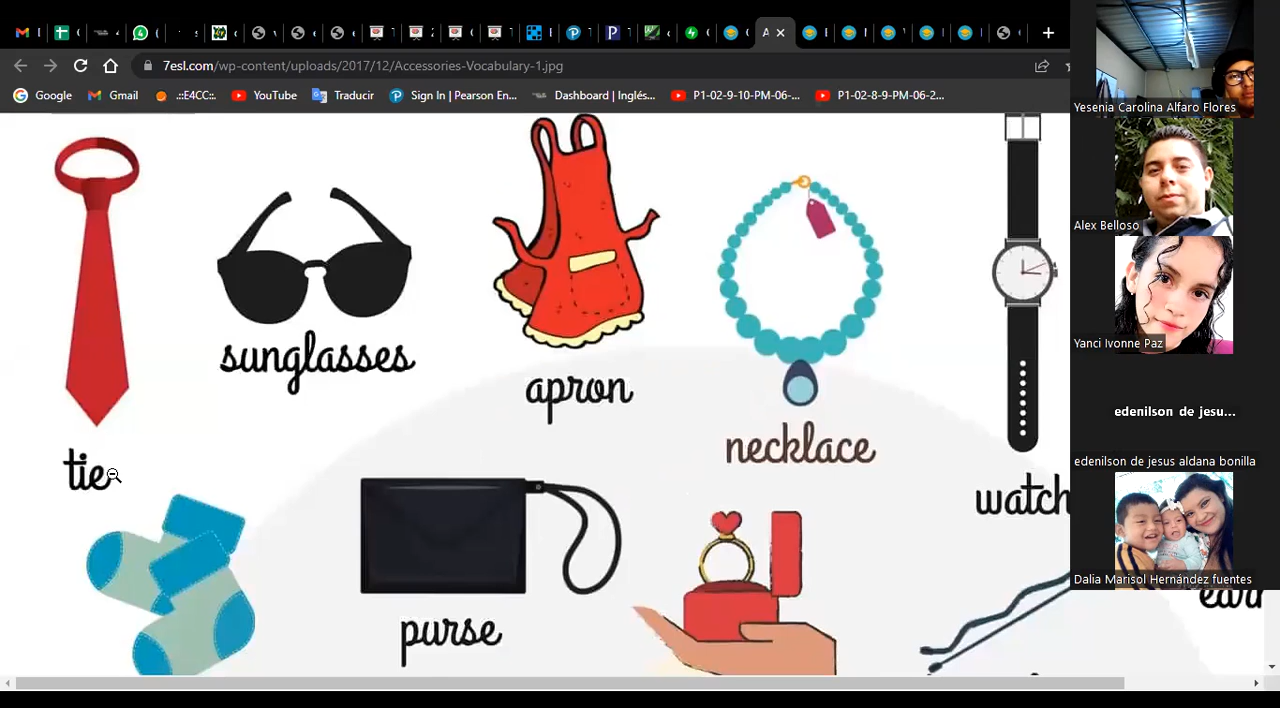 7esl.com/wp-content/uploads/2017/12/Accessories-Vocabulary-1.jpg
Google
Gmail
.::E4CC::.
YouTube
Traducir
Sign In | Pearson En...
Dashboard | Inglés...
P1-02-9-10-PM-06-...
P1-02-8-9-PM-06-2...
Yesenia Carolina Alfaro Flores
Alex Belloso
Yanci Ivonne Paz
edenilson de jesu...
edenilson de jesus aldana bonilla
Dalia Marisol Hernández fuentes
sunglasses
apron
necklace
tie
watch
purse